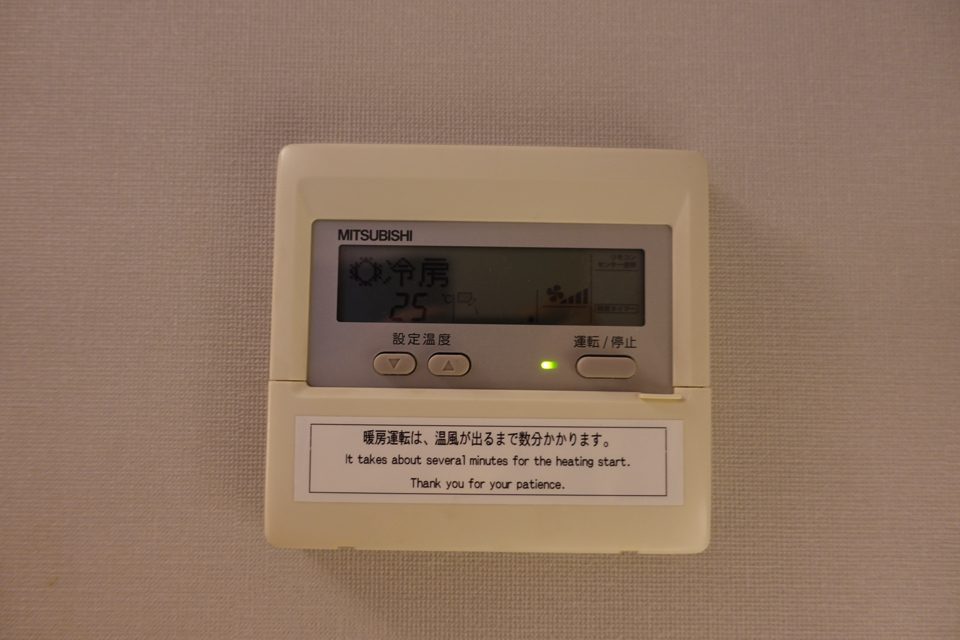 MITSUBISHI
冷房
25 °C
設定温度
運転/停止
暖房運転は、温風が出るまで数分かかります。
It takes about several minutes for the heating start.
Thank you for your patience.